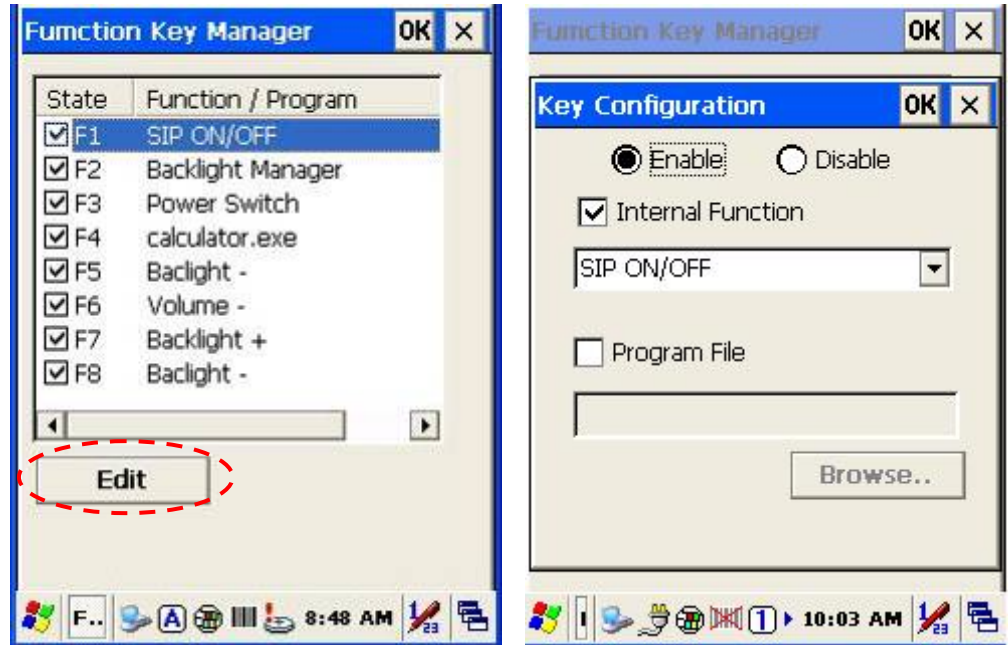 Fumction Key Manager OK ×
State Function / Program
F1 SIP ON/OFF
F2 Backlight Manager
F3 Power Switch
F4 calculator.exe
F5 Baclight -
F6 Volume -
F7 Backlight +
F8 Baclight -
Edit
F.. A 8:48 AM 1/23
Fumction Key Manager OK ×
Key Configuration OK ×
Enable Disable
Internal Function
SIP ON/OFF
Program File
Browse..
1 10:03 AM 1/23